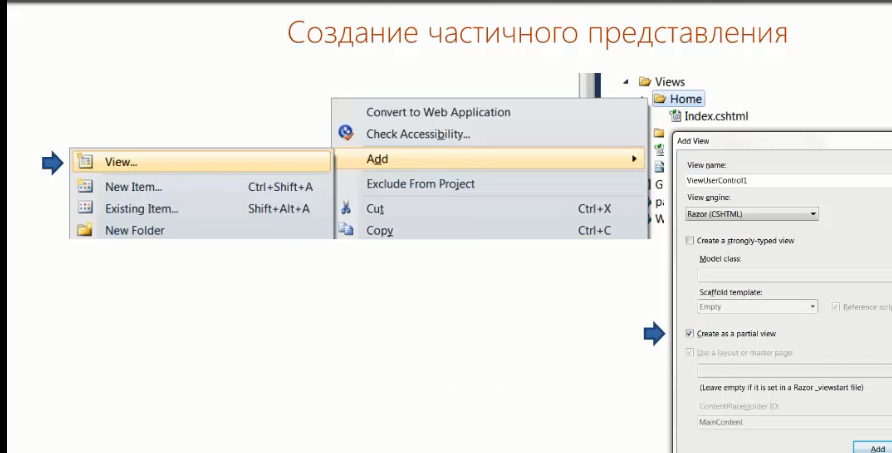 Создание частичного представления
Views
Home
Index.cshtml
Convert to Web Application
Check Accessibility...
Add
Exclude From Project
Cut Ctrl+X
Copy Ctrl+C
View...
New Item... Ctrl+Shift+A
Existing Item... Shift+Alt+A
New Folder
Add View
View name:
ViewUserControl1
View engine:
Razor (CSHTML)
Create a strongly-typed view
Model class:
Scaffold template:
Empty
Reference
Create as a partial view
Use a layout or master page:
(Leave empty if it is set in a Razor _viewstart file)
ContentPlaceHolder ID:
MainContent
Add